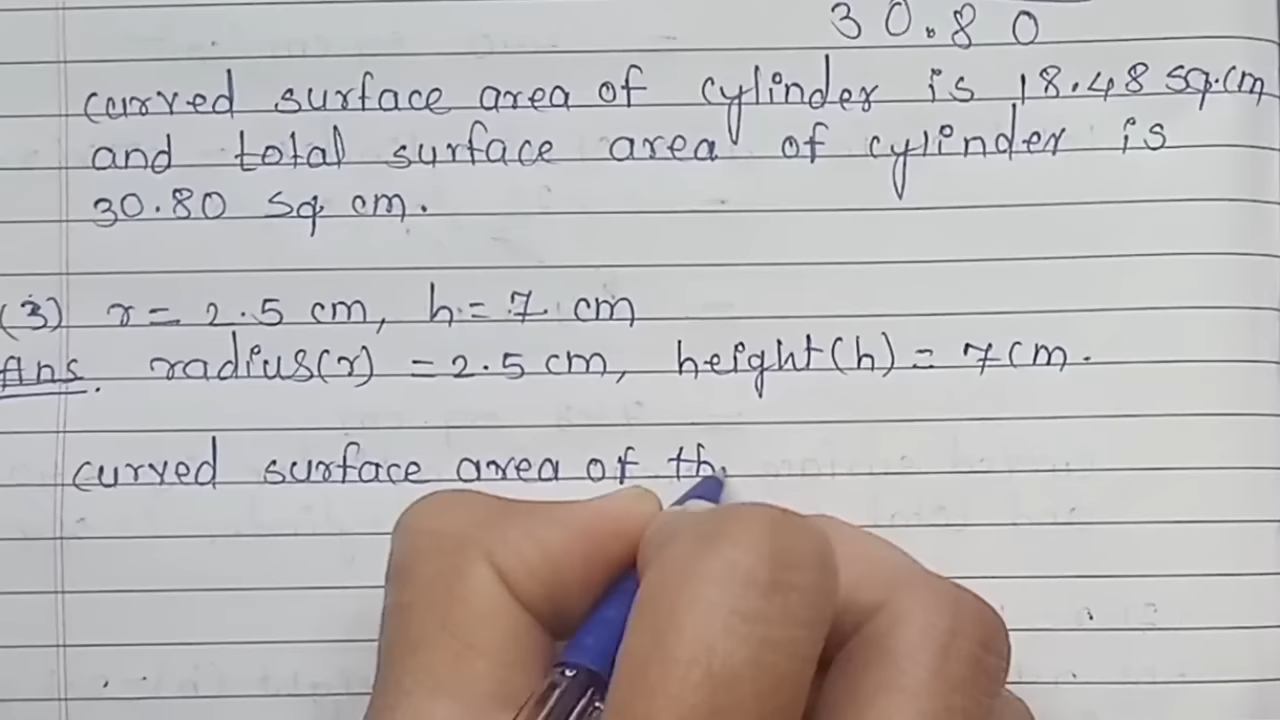 30.80
curved surface area of cylinder is 18.48 sq.cm
and total surface area of cylinder is
30.80 sq cm.
(3) r = 2.5 cm, h = 7 cm
Ans. radius(r) = 2.5 cm, height(h) = 7cm.
curved surface area of th